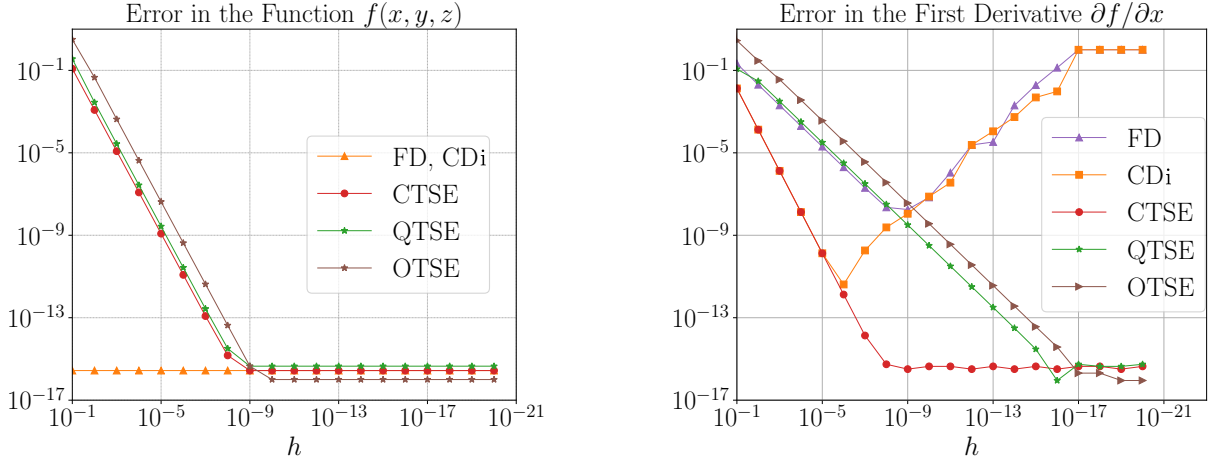 Error in the Function $f(x, y, z)$
10⁻¹
10⁻⁵
10⁻⁹
10⁻¹³
10⁻¹⁷
FD, CDi
CTSE
QTSE
OTSE
10⁻¹ 10⁻⁵ 10⁻⁹ 10⁻¹³ 10⁻¹⁷ 10⁻²¹
h
Error in the First Derivative ∂f/∂x
10⁻¹
10⁻⁵
10⁻⁹
10⁻¹³
10⁻¹⁷
FD
CDi
CTSE
QTSE
OTSE
10⁻¹ 10⁻⁵ 10⁻⁹ 10⁻¹³ 10⁻¹⁷ 10⁻²¹
h